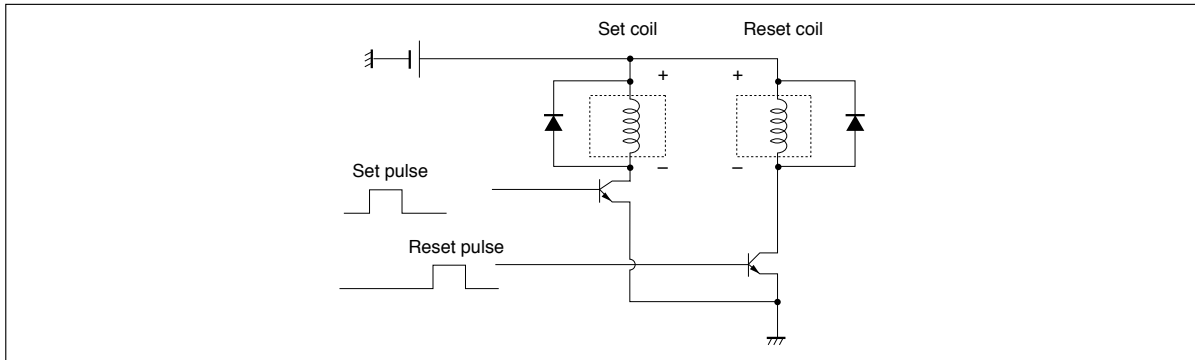 Set coil
Reset coil
+
+
–
–
Set pulse
Reset pulse